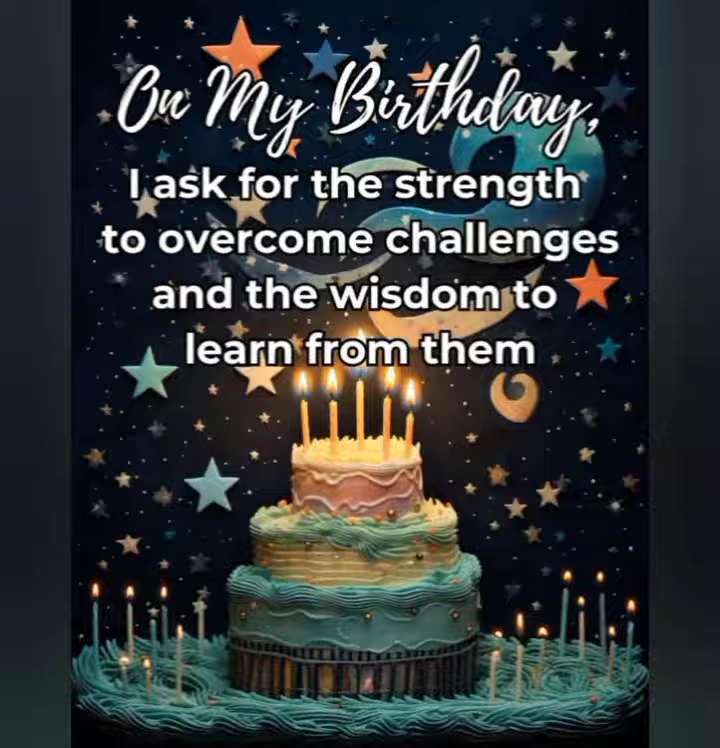 On My Birthday,
I ask for the strength
to overcome challenges
and the wisdom to
learn from them